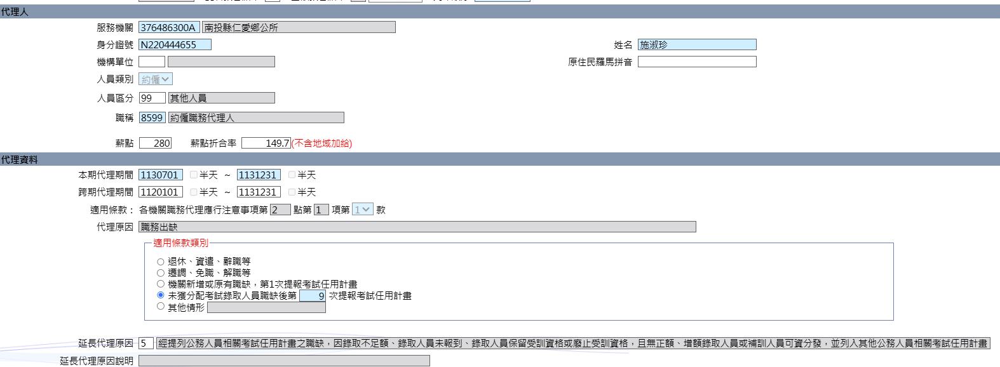 代理人
服務機關 376486300A 南投縣仁愛鄉公所
身分證號 N220444655 姓名 施淑珍
機構單位 原住民羅馬拼音
人員類別 約僱
人員區分 99 其他人員
職稱 8599 約僱職務代理人
薪點 280 薪點折合率 149.7(不含地域加給)
代理資料
本期代理期間 1130701 半天 ~ 1131231 半天
跨期代理期間 1120101 半天 ~ 1131231 半天
適用條款： 各機關職務代理應行注意事項第 2 點第 1 項第 1 款
代理原因 職務出缺
適用條款類別
退休、資遣、辭職等
遷調、免職、解職等
機關新增或原有職缺，第1次提報考試任用計畫
未獲分配考試錄取人員職缺後第 9 次提報考試任用計畫
其他情形
延長代理原因 5 經提列公務人員相關考試任用計畫之職缺，因錄取不足額、錄取人員未報到、錄取人員保留受訓資格或廢止受訓資格，且無正額、增額錄取人員或補訓人員可資分發，並列入其他公務人員相關考試任用計畫
延長代理原因說明